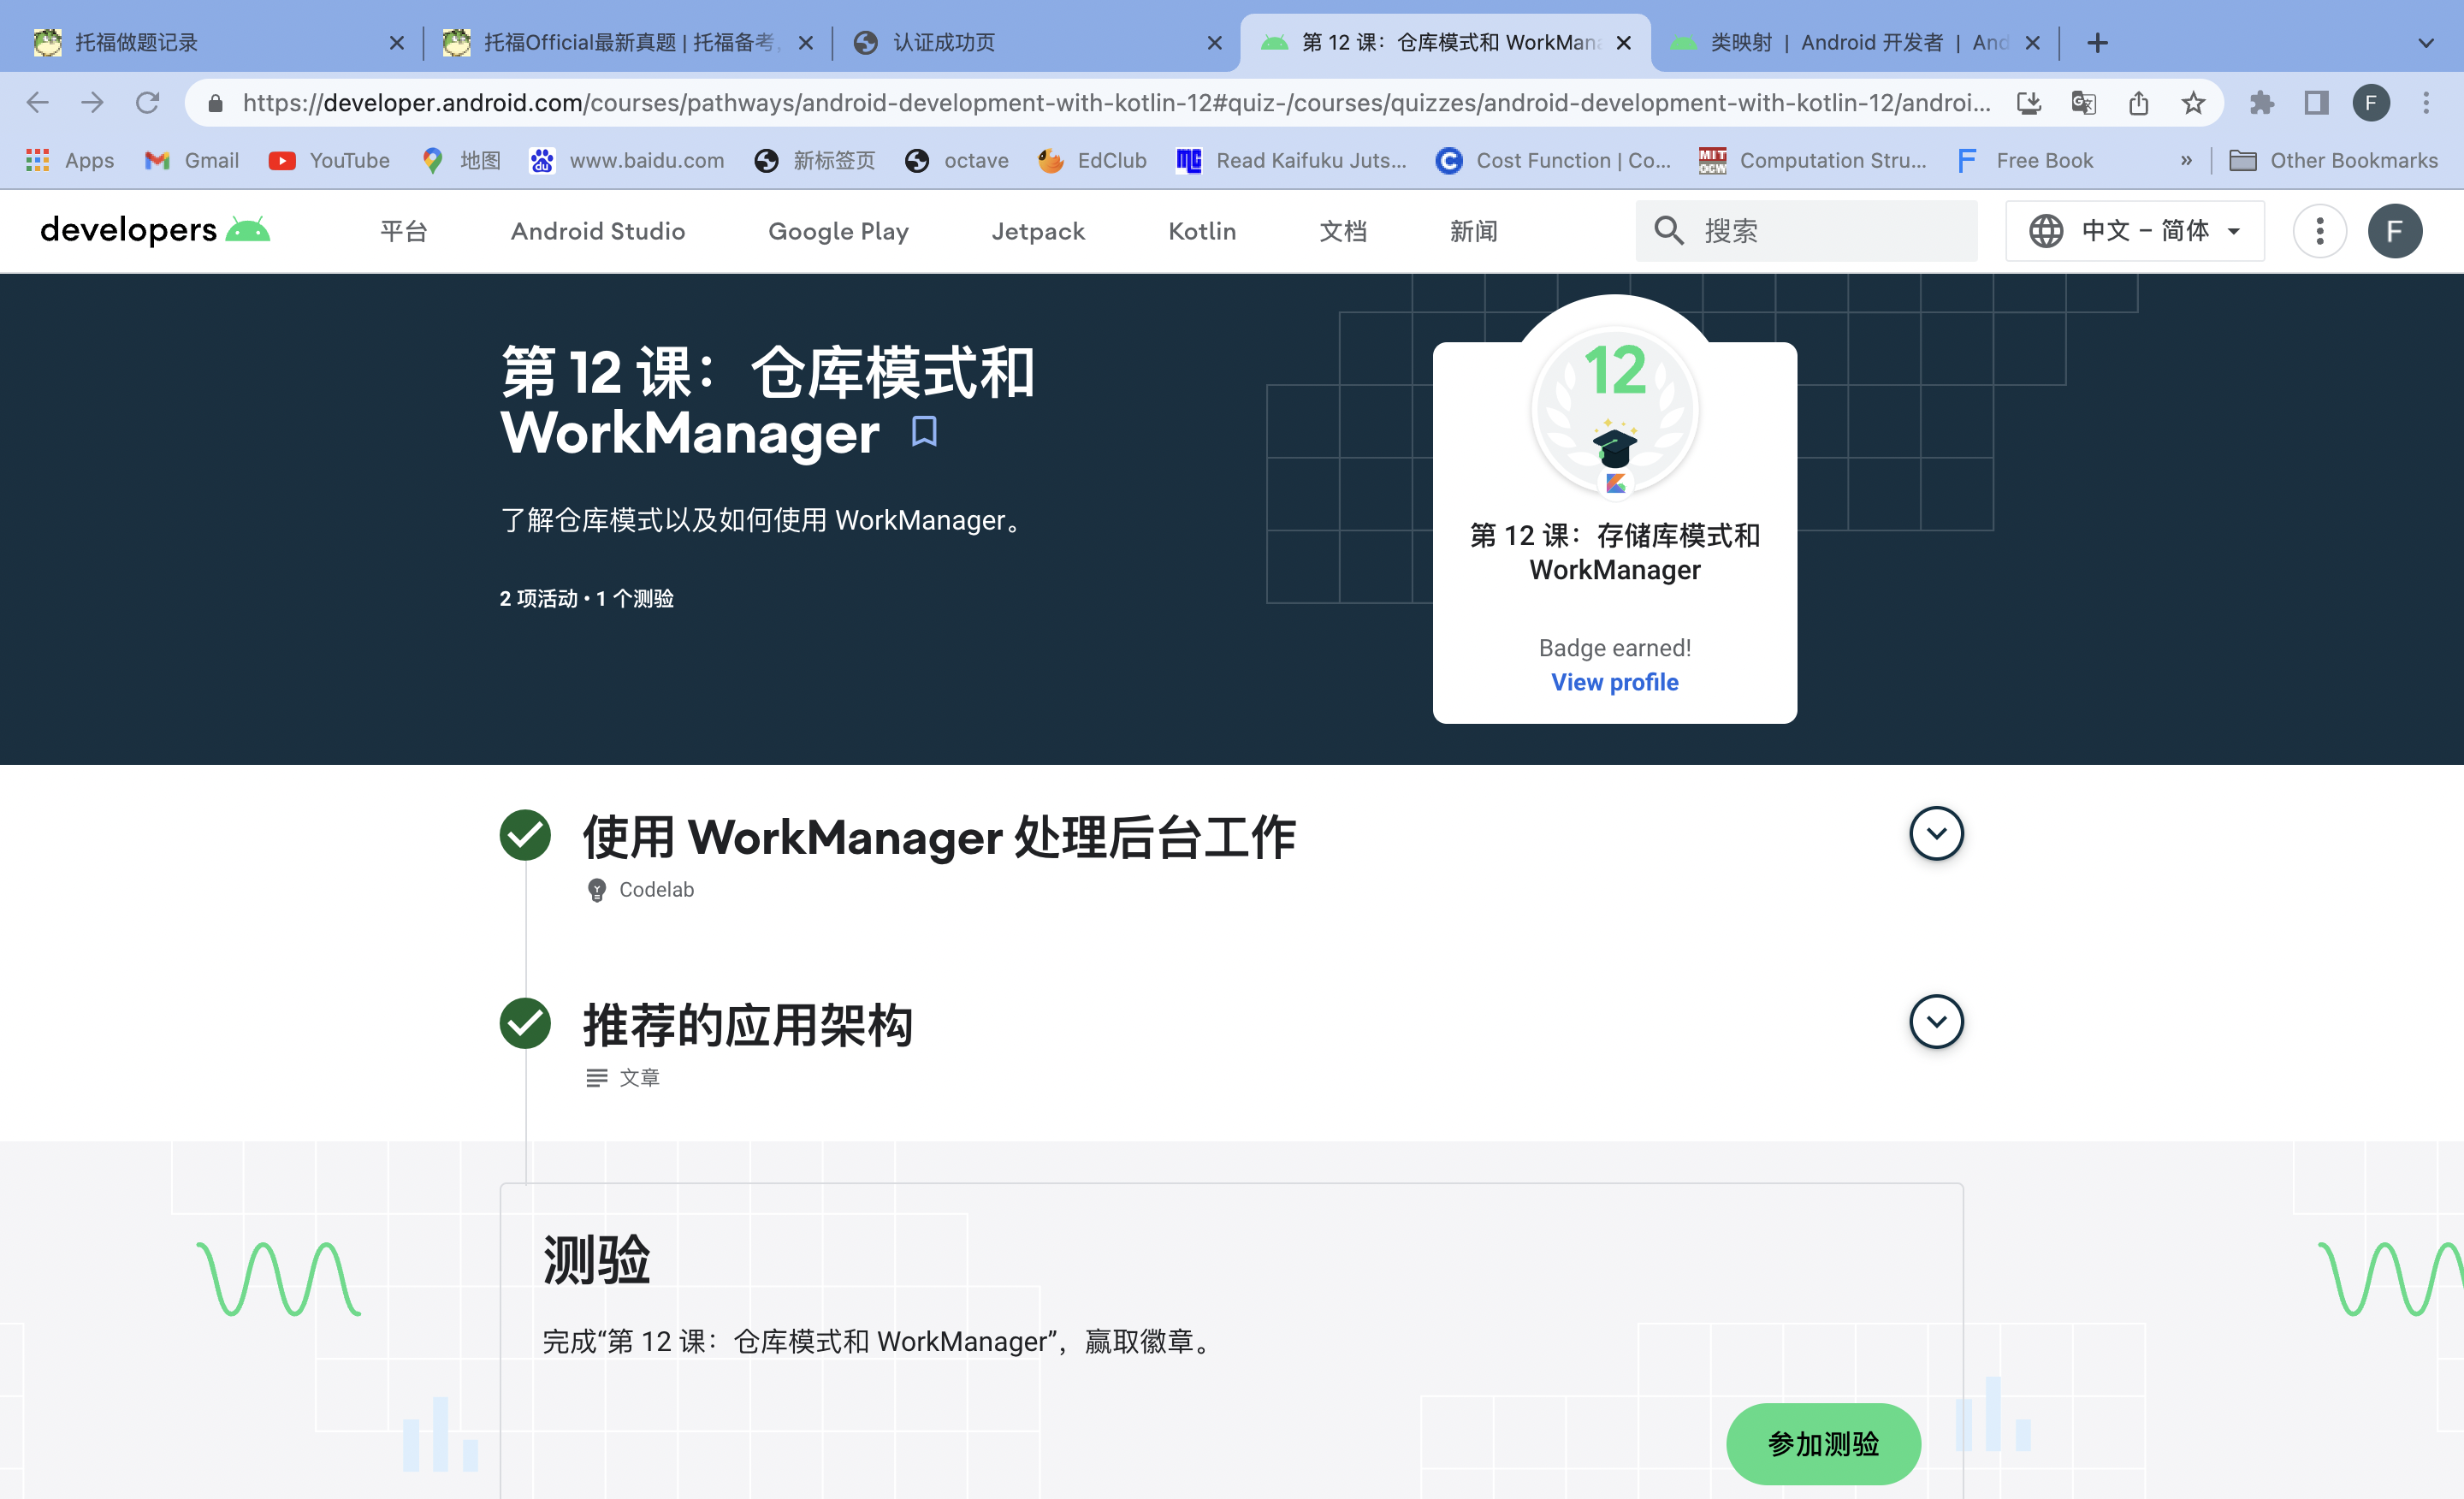 托福做题记录
托福Official最新真题 | 托福备考,
认证成功页
第 12 课：仓库模式和 WorkMana
类映射 | Android 开发者 | And
https://developer.android.com/courses/pathways/android-development-with-kotlin-12#quiz-/courses/quizzes/android-development-with-kotlin-12/androi...
F
Apps
Gmail
YouTube
地图
www.baidu.com
新标签页
octave
EdClub
Read Kaifuku Juts...
Cost Function | Co...
MIT OCW
Computation Stru...
Free Book
»
Other Bookmarks
developers
平台
Android Studio
Google Play
Jetpack
Kotlin
文档
新闻
搜索
中文 – 简体
F
第 12 课：仓库模式和
WorkManager
了解仓库模式以及如何使用 WorkManager。
2 项活动 • 1 个测验
12
第 12 课：存储库模式和
WorkManager
Badge earned!
View profile
使用 WorkManager 处理后台工作
Codelab
推荐的应用架构
文章
测验
完成“第 12 课：仓库模式和 WorkManager”，赢取徽章。
参加测验